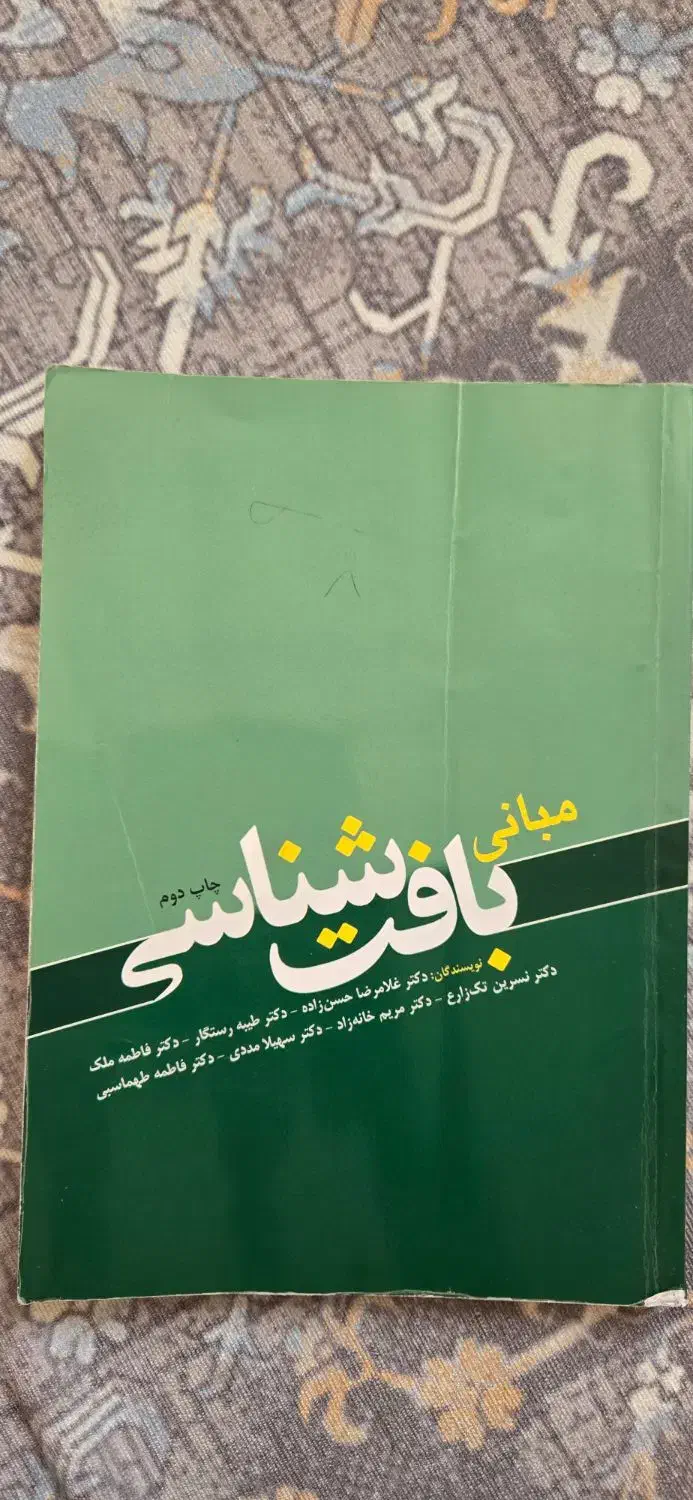 مبانی
بافت‌شناسی
چاپ دوم
نویسندگان: دکتر غلامرضا حسن‌زاده - دکتر طیبه رستگار - دکتر فاطمه ملک
دکتر نسرین تک‌زارع - دکتر مریم خانه‌زاد - دکتر سهیلا مددی - دکتر فاطمه طهماسبی